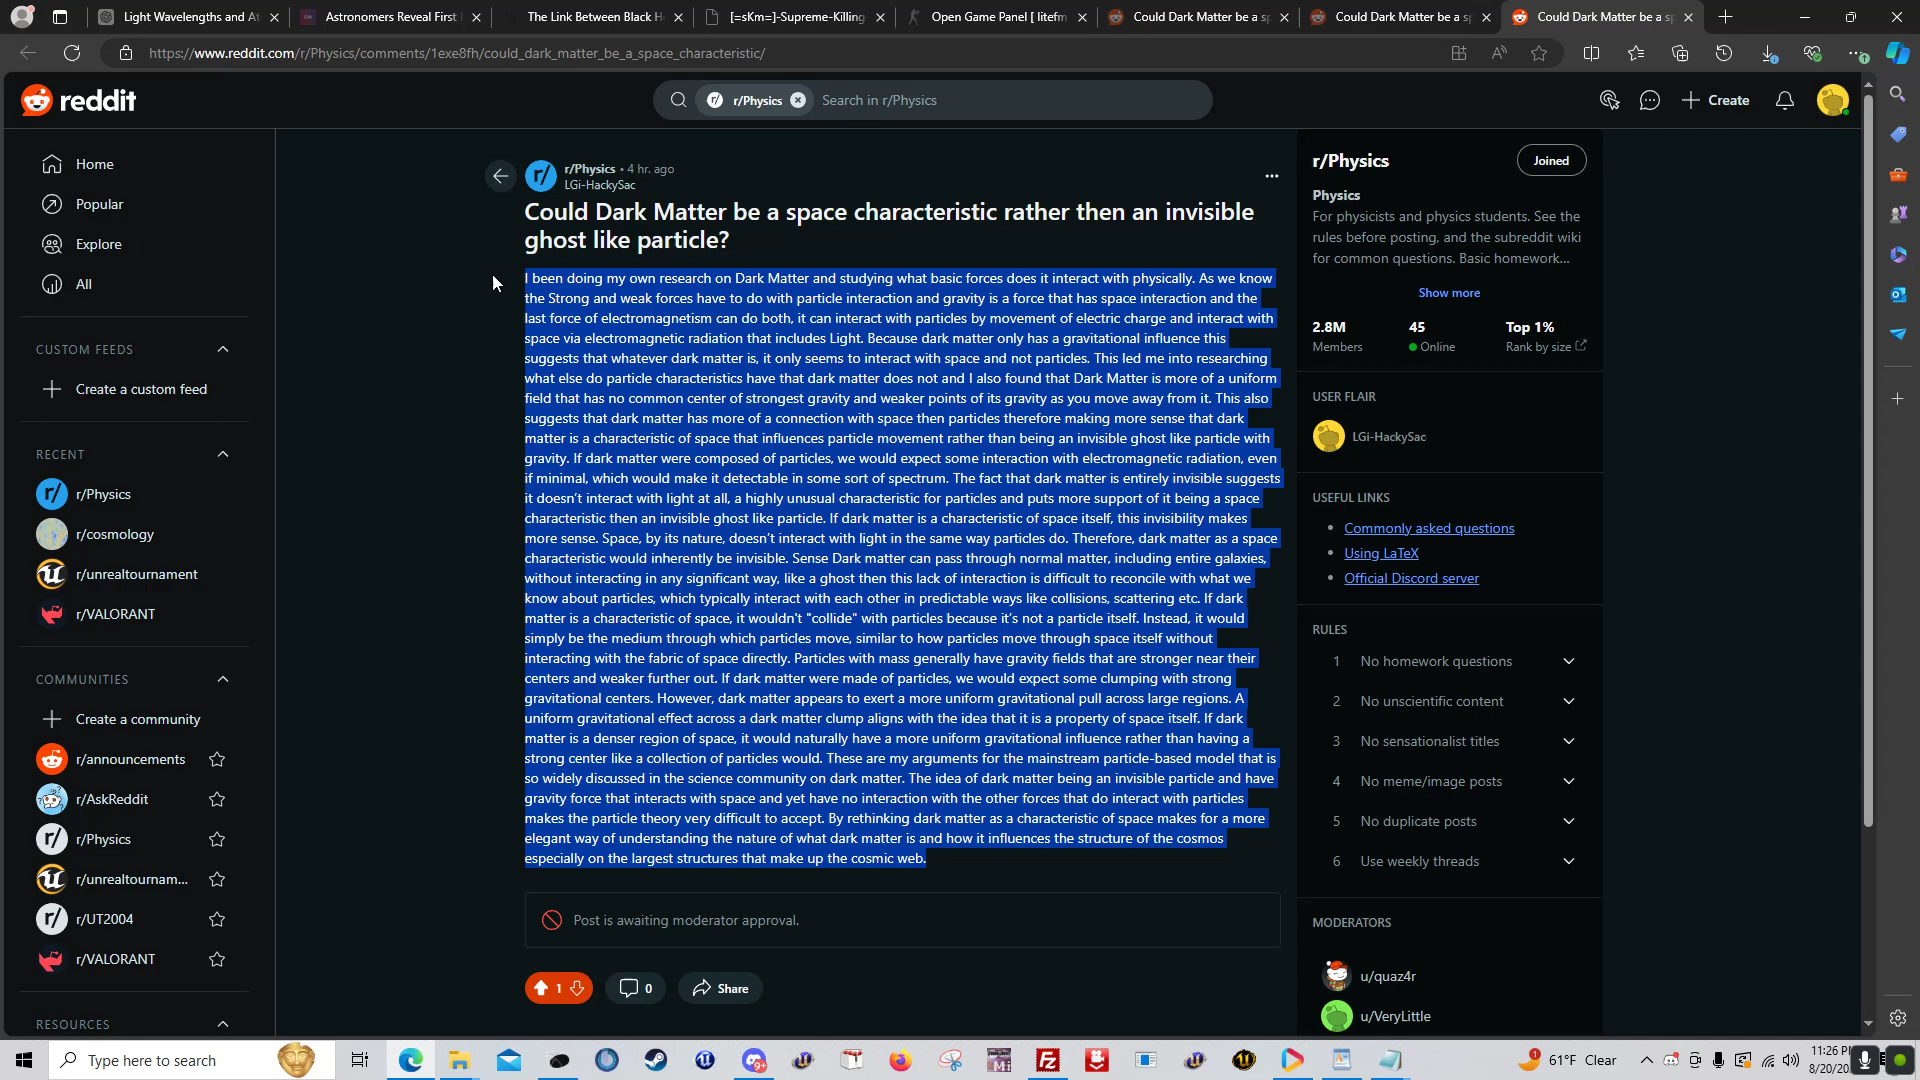 Light Wavelengths and At
Astronomers Reveal First
The Link Between Black H
[=sKm=]-Supreme-Killing
Open Game Panel [ litefm
Could Dark Matter be a sp
Could Dark Matter be a sp
Could Dark Matter be a sp
https://www.reddit.com/r/Physics/comments/1exe8fh/could_dark_matter_be_a_space_characteristic/
reddit
r/Physics
Search in r/Physics
Create
Home
Popular
Explore
All
CUSTOM FEEDS
Create a custom feed
RECENT
r/Physics
r/cosmology
r/unrealtournament
r/VALORANT
COMMUNITIES
Create a community
r/announcements
r/AskReddit
r/Physics
r/unrealtournam...
r/UT2004
r/VALORANT
RESOURCES
r/Physics • 4 hr. ago
LGi-HackySac
Could Dark Matter be a space characteristic rather then an invisible
ghost like particle?
I been doing my own research on Dark Matter and studying what basic forces does it interact with physically. As we know
the Strong and weak forces have to do with particle interaction and gravity is a force that has space interaction and the
last force of electromagnetism can do both, it can interact with particles by movement of electric charge and interact with
space via electromagnetic radiation that includes Light. Because dark matter only has a gravitational influence this
suggests that whatever dark matter is, it only seems to interact with space and not particles. This led me into researching
what else do particle characteristics have that dark matter does not and I also found that Dark Matter is more of a uniform
field that has no common center of strongest gravity and weaker points of its gravity as you move away from it. This also
suggests that dark matter has more of a connection with space then particles therefore making more sense that dark
matter is a characteristic of space that influences particle movement rather than being an invisible ghost like particle with
gravity. If dark matter were composed of particles, we would expect some interaction with electromagnetic radiation, even
if minimal, which would make it detectable in some sort of spectrum. The fact that dark matter is entirely invisible suggests
it doesn't interact with light at all, a highly unusual characteristic for particles and puts more support of it being a space
characteristic then an invisible ghost like particle. If dark matter is a characteristic of space itself, this invisibility makes
more sense. Space, by its nature, doesn't interact with light in the same way particles do. Therefore, dark matter as a space
characteristic would inherently be invisible. Sense Dark matter can pass through normal matter, including entire galaxies,
without interacting in any significant way, like a ghost then this lack of interaction is difficult to reconcile with what we
know about particles, which typically interact with each other in predictable ways like collisions, scattering etc. If dark
matter is a characteristic of space, it wouldn't "collide" with particles because it's not a particle itself. Instead, it would
simply be the medium through which particles move, similar to how particles move through space itself without
interacting with the fabric of space directly. Particles with mass generally have gravity fields that are stronger near their
centers and weaker further out. If dark matter were made of particles, we would expect some clumping with strong
gravitational centers. However, dark matter appears to exert a more uniform gravitational pull across large regions. A
uniform gravitational effect across a dark matter clump aligns with the idea that it is a property of space itself. If dark
matter is a denser region of space, it would naturally have a more uniform gravitational influence rather than having a
strong center like a collection of particles would. These are my arguments for the mainstream particle-based model that is
so widely discussed in the science community on dark matter. The idea of dark matter being an invisible particle and have
gravity force that interacts with space and yet have no interaction with the other forces that do interact with particles
makes the particle theory very difficult to accept. By rethinking dark matter as a characteristic of space makes for a more
elegant way of understanding the nature of what dark matter is and how it influences the structure of the cosmos
especially on the largest structures that make up the cosmic web.
Post is awaiting moderator approval.
1
0
Share
r/Physics
Joined
Physics
For physicists and physics students. See the
rules before posting, and the subreddit wiki
for common questions. Basic homework...
Show more
2.8M 45 Top 1%
Members Online Rank by size
USER FLAIR
LGi-HackySac
USEFUL LINKS
Commonly asked questions
Using LaTeX
Official Discord server
RULES
1 No homework questions
2 No unscientific content
3 No sensationalist titles
4 No meme/image posts
5 No duplicate posts
6 Use weekly threads
MODERATORS
u/quaz4r
u/VeryLittle
Type here to search
9+
1
61°F Clear
11:26 P
8/20/20